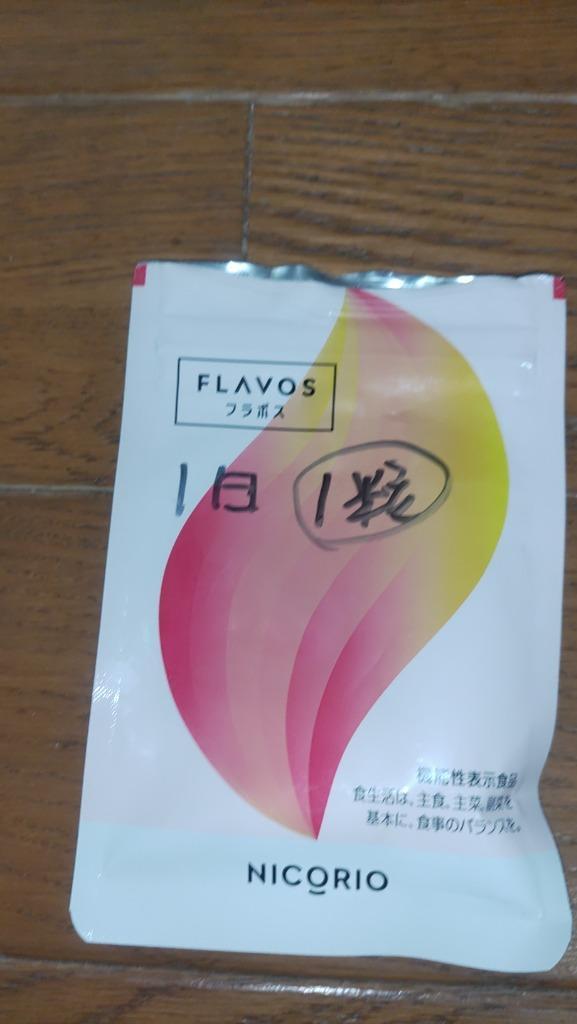 FLAVOS
フラボス
1日 1粒
機能性表示食品
食生活は、主食、主菜、副菜を
基本に、食事のバランスを。
NICORIO